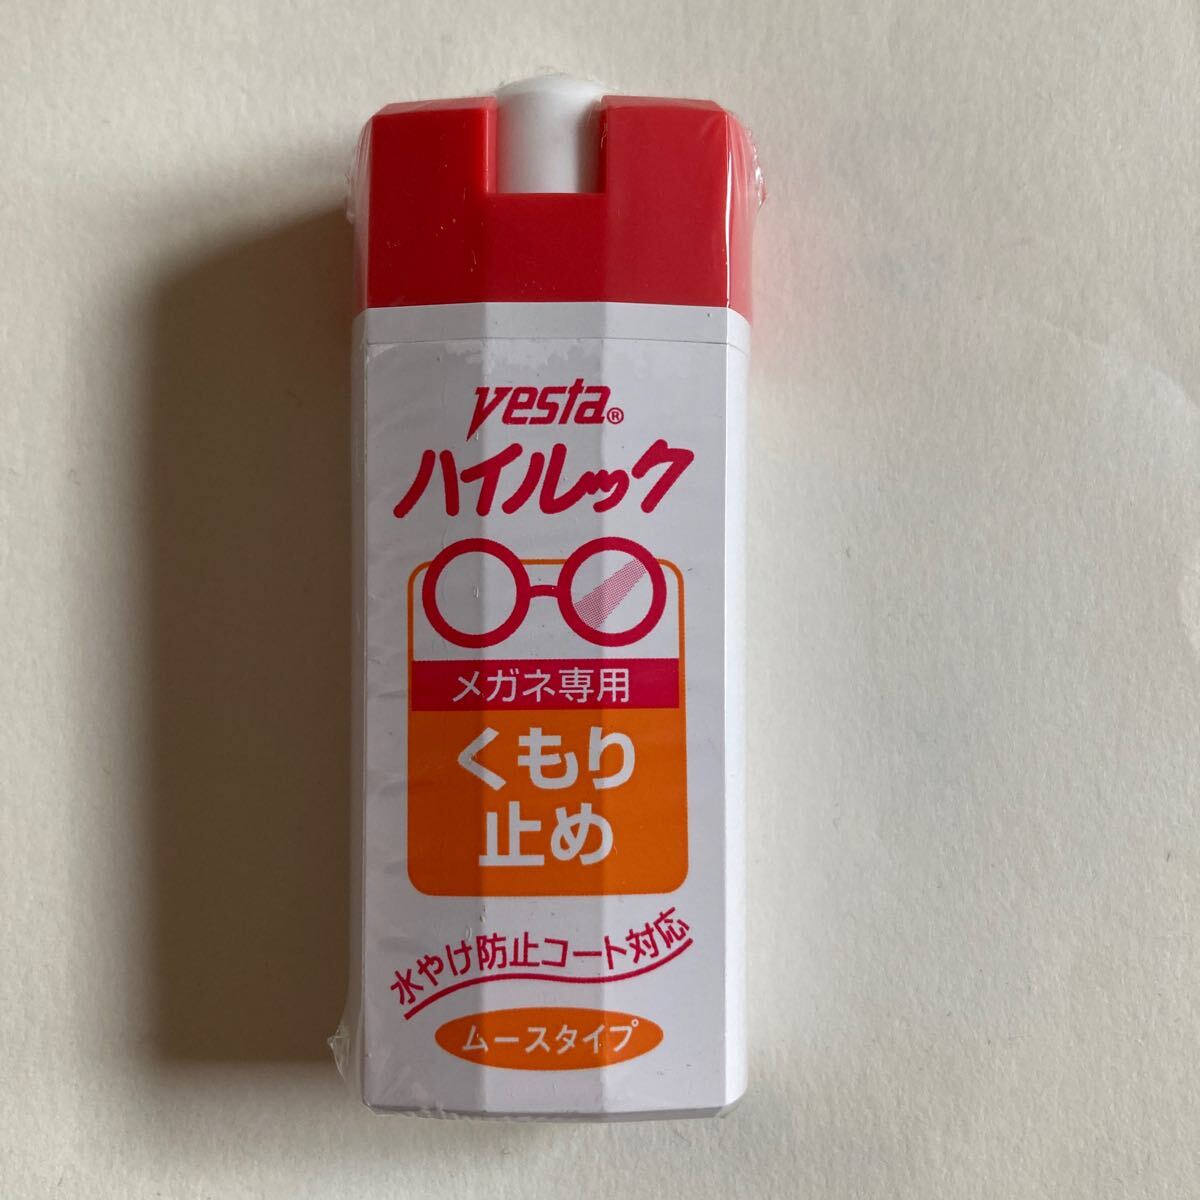 Vesta®
ハイルック
メガネ専用
くもり
止め
水やけ防止コート対応
ムースタイプ